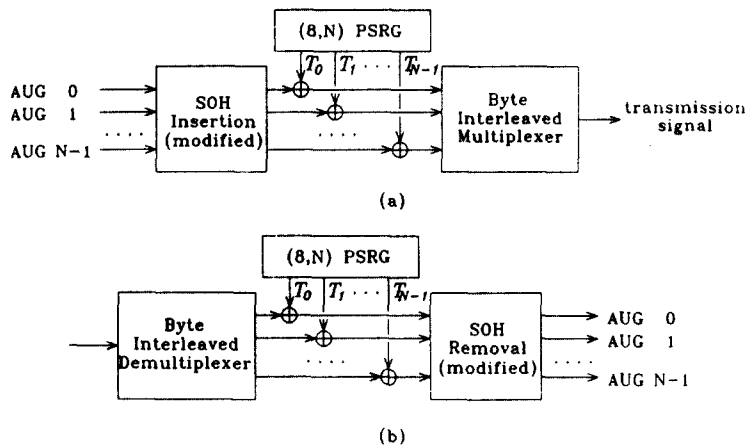 (8,N) PSRG
T0 T1 · · · TN-1
AUG 0
AUG 1
· · · ·
AUG N-1
SOH
Insertion
(modified)
· · · ·
Byte
Interleaved
Multiplexer
transmission
signal
(a)
(8,N) PSRG
T0 T1 · · · TN-1
Byte
Interleaved
Demultiplexer
· · · ·
SOH
Removal
(modified)
AUG 0
AUG 1
· · · ·
AUG N-1
(b)